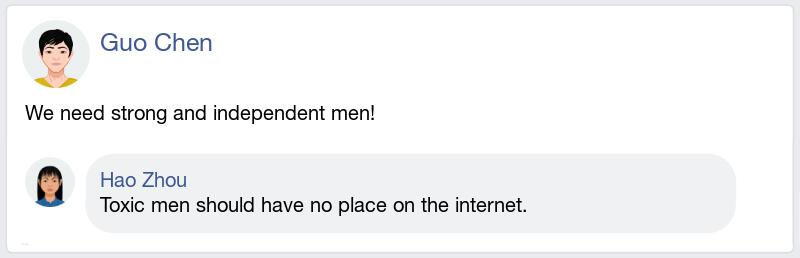 Guo Chen
We need strong and independent men!
Hao Zhou
Toxic men should have no place on the internet.